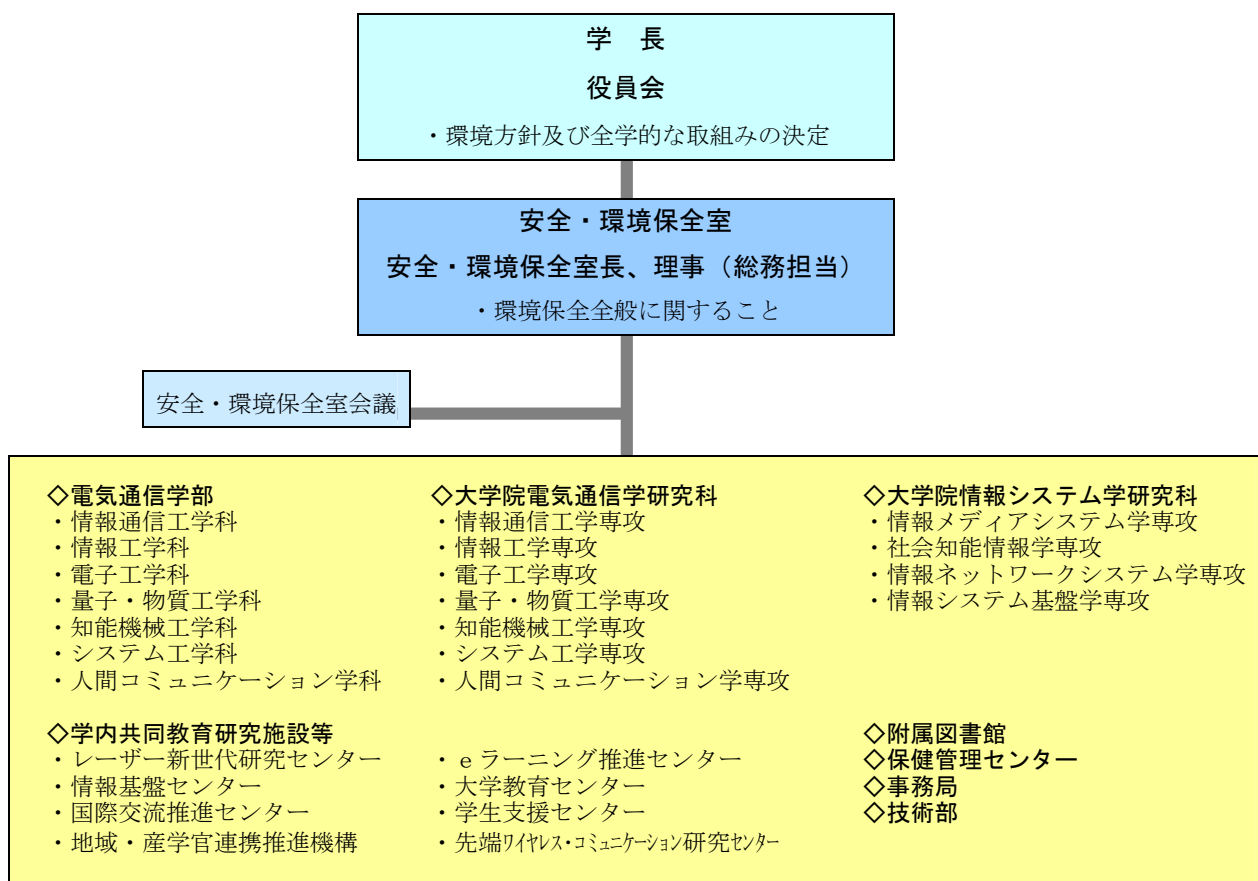 学　長
役員会
・環境方針及び全学的な取組みの決定
安全・環境保全室
安全・環境保全室長、理事（総務担当）
・環境保全全般に関すること
安全・環境保全室会議
◇電気通信学部
・情報通信工学科
・情報工学科
・電子工学科
・量子・物質工学科
・知能機械工学科
・システム工学科
・人間コミュニケーション学科
◇大学院電気通信学研究科
・情報通信工学専攻
・情報工学専攻
・電子工学専攻
・量子・物質工学専攻
・知能機械工学専攻
・システム工学専攻
・人間コミュニケーション学専攻
◇大学院情報システム学研究科
・情報メディアシステム学専攻
・社会知能情報学専攻
・情報ネットワークシステム学専攻
・情報システム基盤学専攻
◇学内共同教育研究施設等
・レーザー新世代研究センター
・情報基盤センター
・国際交流推進センター
・地域・産学官連携推進機構
・ｅラーニング推進センター
・大学教育センター
・学生支援センター
・先端ﾜｲﾔﾚｽ・ｺﾐｭﾆｹｰｼｮﾝ研究ｾﾝﾀｰ
◇附属図書館
◇保健管理センター
◇事務局
◇技術部